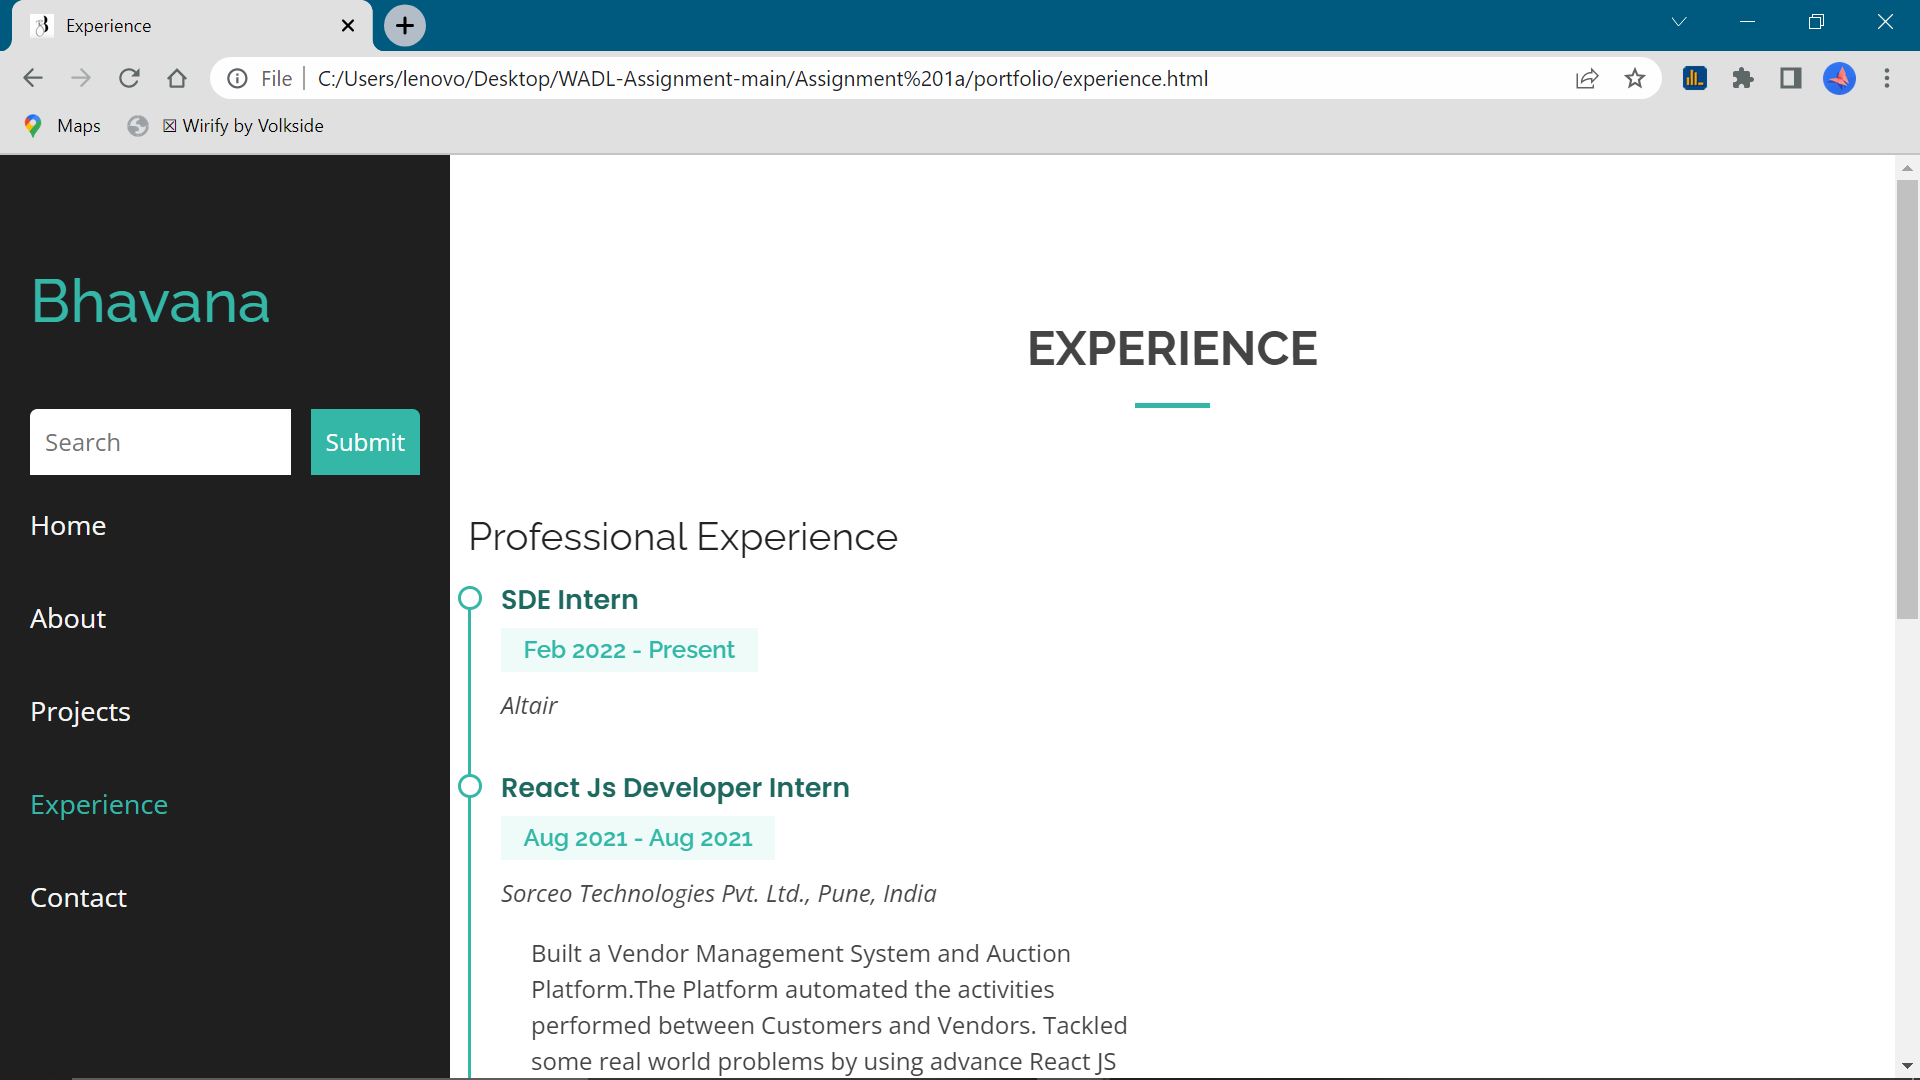 Experience
File
C:/Users/lenovo/Desktop/WADL-Assignment-main/Assignment%201a/portfolio/experience.html
Maps
Wirify by Volkside
Bhavana
Search
Submit
Home
About
Projects
Experience
Contact
EXPERIENCE
Professional Experience
SDE Intern
Feb 2022 - Present
Altair
React Js Developer Intern
Aug 2021 - Aug 2021
Sorceo Technologies Pvt. Ltd., Pune, India
Built a Vendor Management System and Auction
Platform.The Platform automated the activities
performed between Customers and Vendors. Tackled
some real world problems by using advance React JS